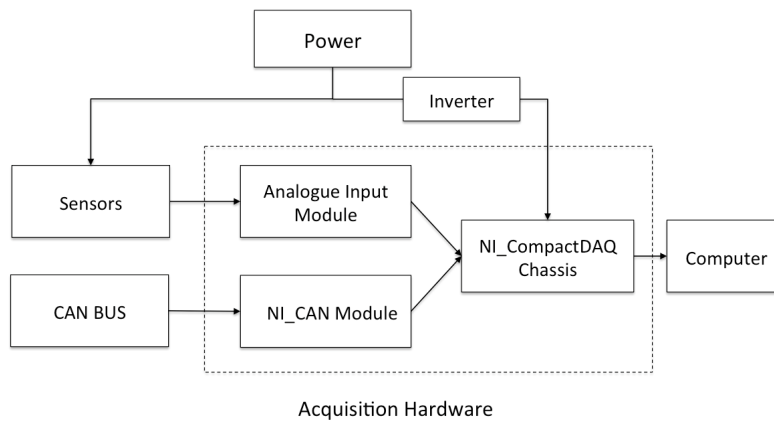 Power
Inverter
Sensors
Analogue Input
Module
NI_CompactDAQ
Chassis
Computer
CAN BUS
NI_CAN Module
Acquisition Hardware